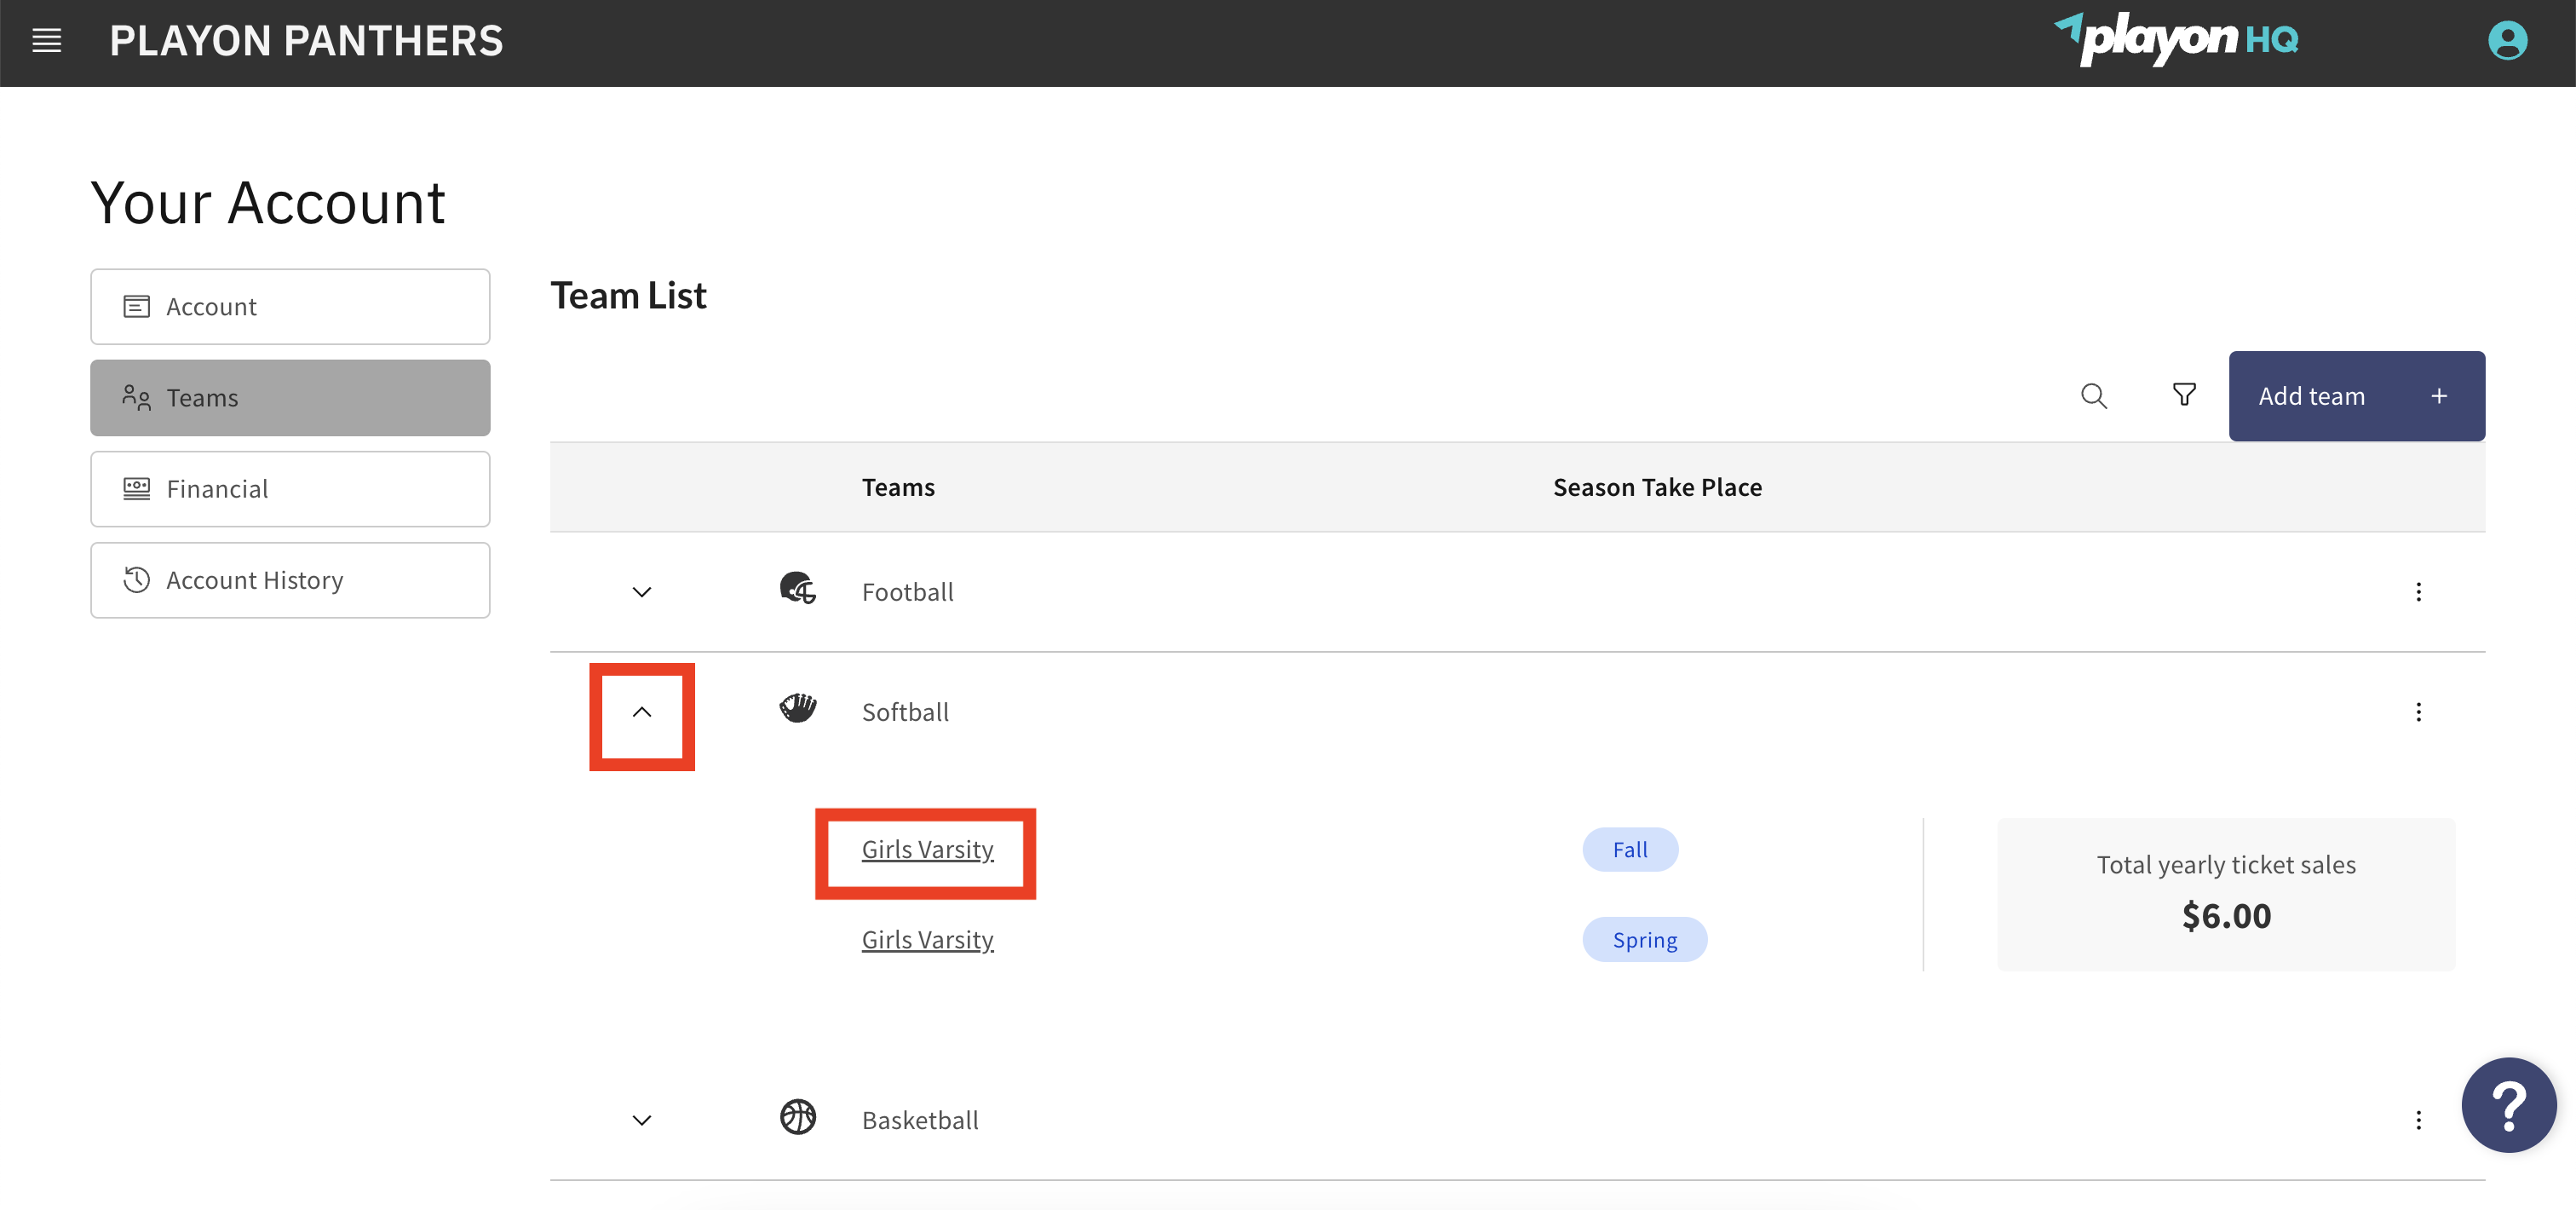 PLAYON PANTHERS
playon HQ
Your Account
Account
Teams
Financial
Account History
Team List
Add team +
Teams
Season Take Place
Football
Softball
Girls Varsity
Fall
Girls Varsity
Spring
Total yearly ticket sales
$6.00
Basketball
?